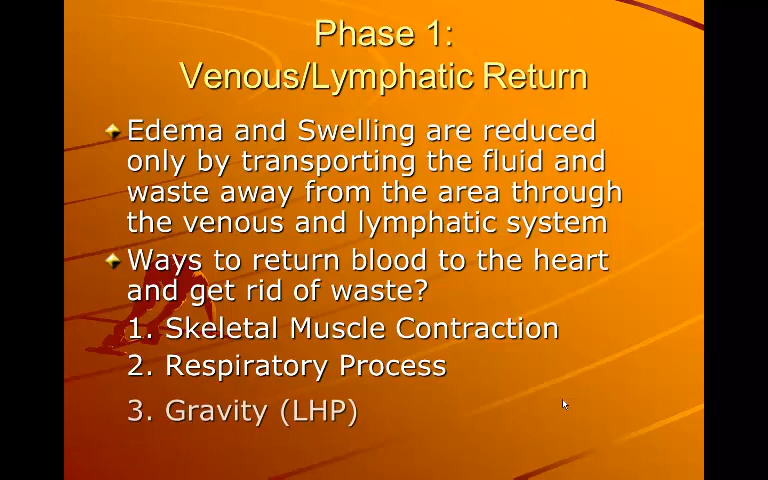 Phase 1:
Venous/Lymphatic Return
Edema and Swelling are reduced
only by transporting the fluid and
waste away from the area through
the venous and lymphatic system
Ways to return blood to the heart
and get rid of waste?
1. Skeletal Muscle Contraction
2. Respiratory Process
3. Gravity (LHP)